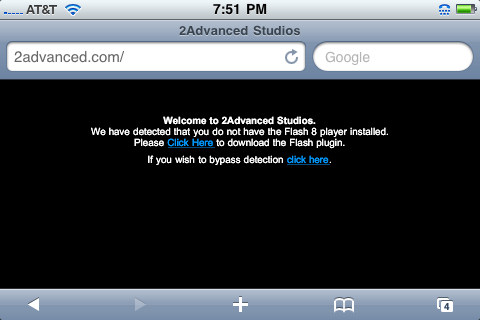 AT&T 7:51 PM
2Advanced Studios
2advanced.com/ Google
Welcome to 2Advanced Studios.
We have detected that you do not have the Flash 8 player installed.
Please Click Here to download the Flash plugin.
If you wish to bypass detection click here.
4